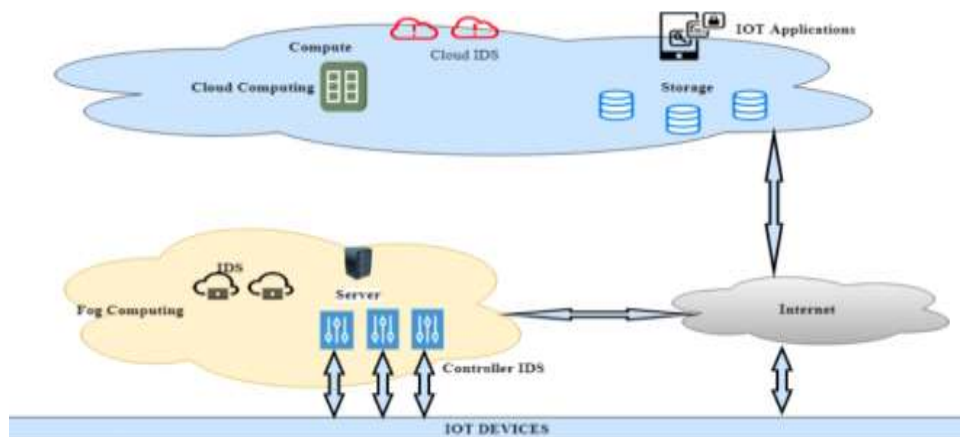 Compute
Cloud IDS
IOT Applications
Cloud Computing
Storage
IDS
Server
Fog Computing
Internet
Controller IDS
IOT DEVICES